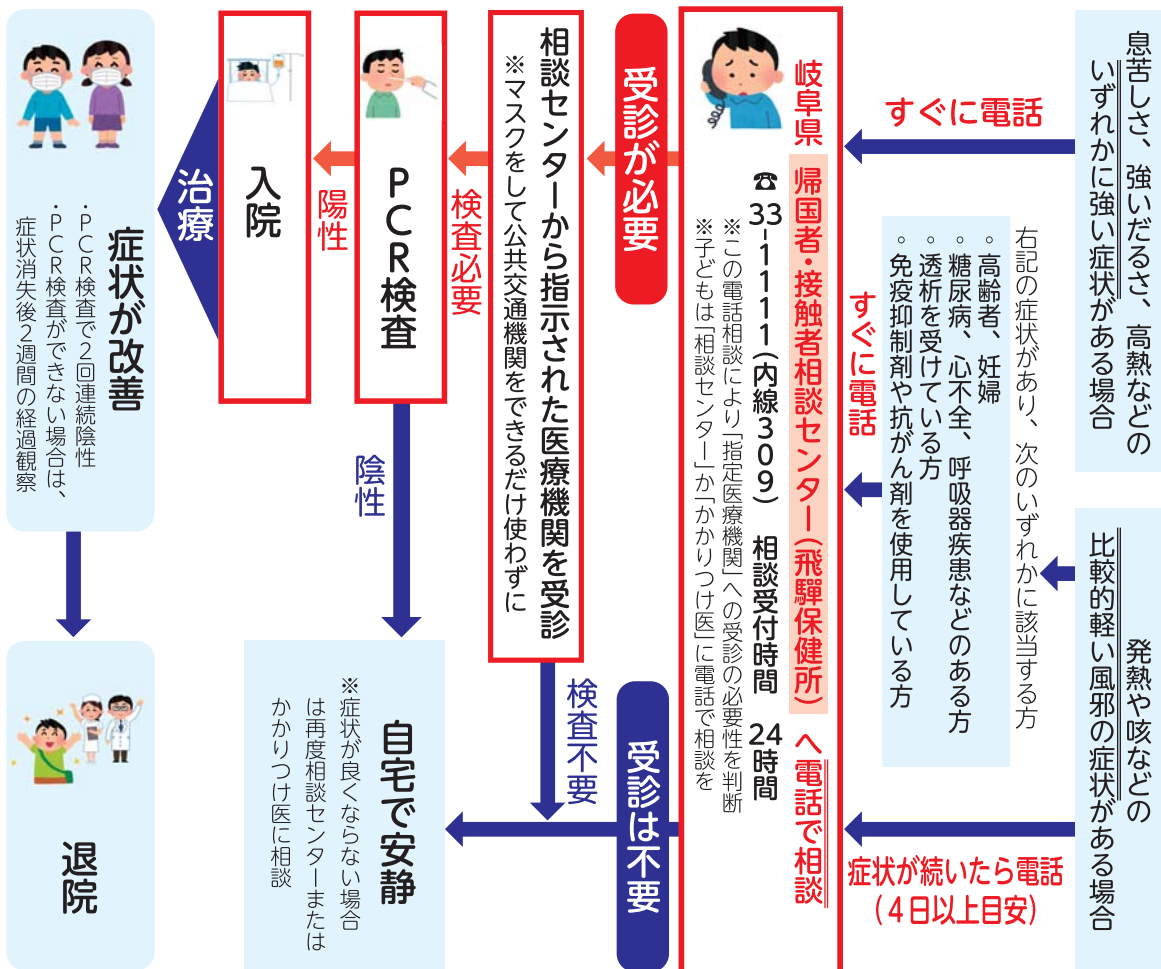 息苦しさ、強いだるさ、高熱などの
いずれかに強い症状がある場合
すぐに電話
発熱や咳などの
比較的軽い風邪の症状がある場合
右記の症状があり、次のいずれかに該当する方
◦高齢者、妊婦
◦糖尿病、心不全、呼吸器疾患などのある方
◦透析を受けている方
◦免疫抑制剤や抗がん剤を使用している方
すぐに電話
症状が続いたら電話
(４日以上目安)
岐阜県 帰国者・接触者相談センター(飛騨保健所) へ電話で相談
☎33-1111(内線309) 相談受付時間 24時間
※この電話相談により「指定医療機関」への受診の必要性を判断
※子どもは「相談センター」か「かかりつけ医」に電話で相談を
受診が必要
受診は不要
相談センターから指示された医療機関を受診
※マスクをして公共交通機関をできるだけ使わずに
検査必要
検査不要
PCR検査
陽性
陰性
入院
治療
自宅で安静
※症状が良くならない場合
は再度相談センターまたは
かかりつけ医に相談
症状が改善
・PCR検査で2回連続陰性
・PCR検査ができない場合は、
症状消失後2週間の経過観察
退院